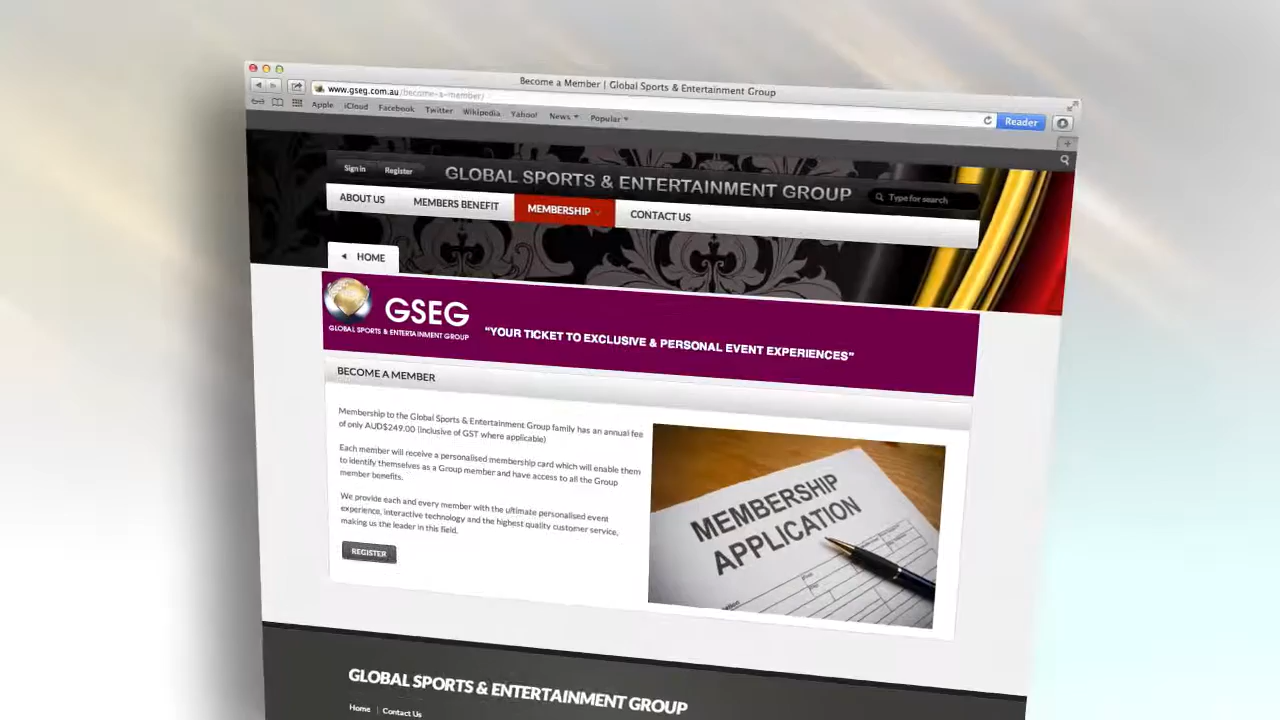 Become a Member | Global Sports & Entertainment Group
www.gseg.com.au/become-a-member/
Reader
Apple iCloud Facebook Twitter Wikipedia Yahoo! News Popular
Sign in Register
GLOBAL SPORTS & ENTERTAINMENT GROUP
Type for search
ABOUT US MEMBERS BENEFIT MEMBERSHIP CONTACT US
HOME
GSEG
GLOBAL SPORTS & ENTERTAINMENT GROUP
"YOUR TICKET TO EXCLUSIVE & PERSONAL EVENT EXPERIENCES"
BECOME A MEMBER
Membership to the Global Sports & Entertainment Group family has an annual fee
of only AUD$249.00 (inclusive of GST where applicable)
Each member will receive a personalised membership card which will enable them
to identify themselves as a Group member and have access to all the Group
member benefits.
We provide each and every member with the ultimate personalised event
experience, interactive technology and the highest quality customer service,
making us the leader in this field.
REGISTER
MEMBERSHIP
APPLICATION
GLOBAL SPORTS & ENTERTAINMENT GROUP
Home Contact Us